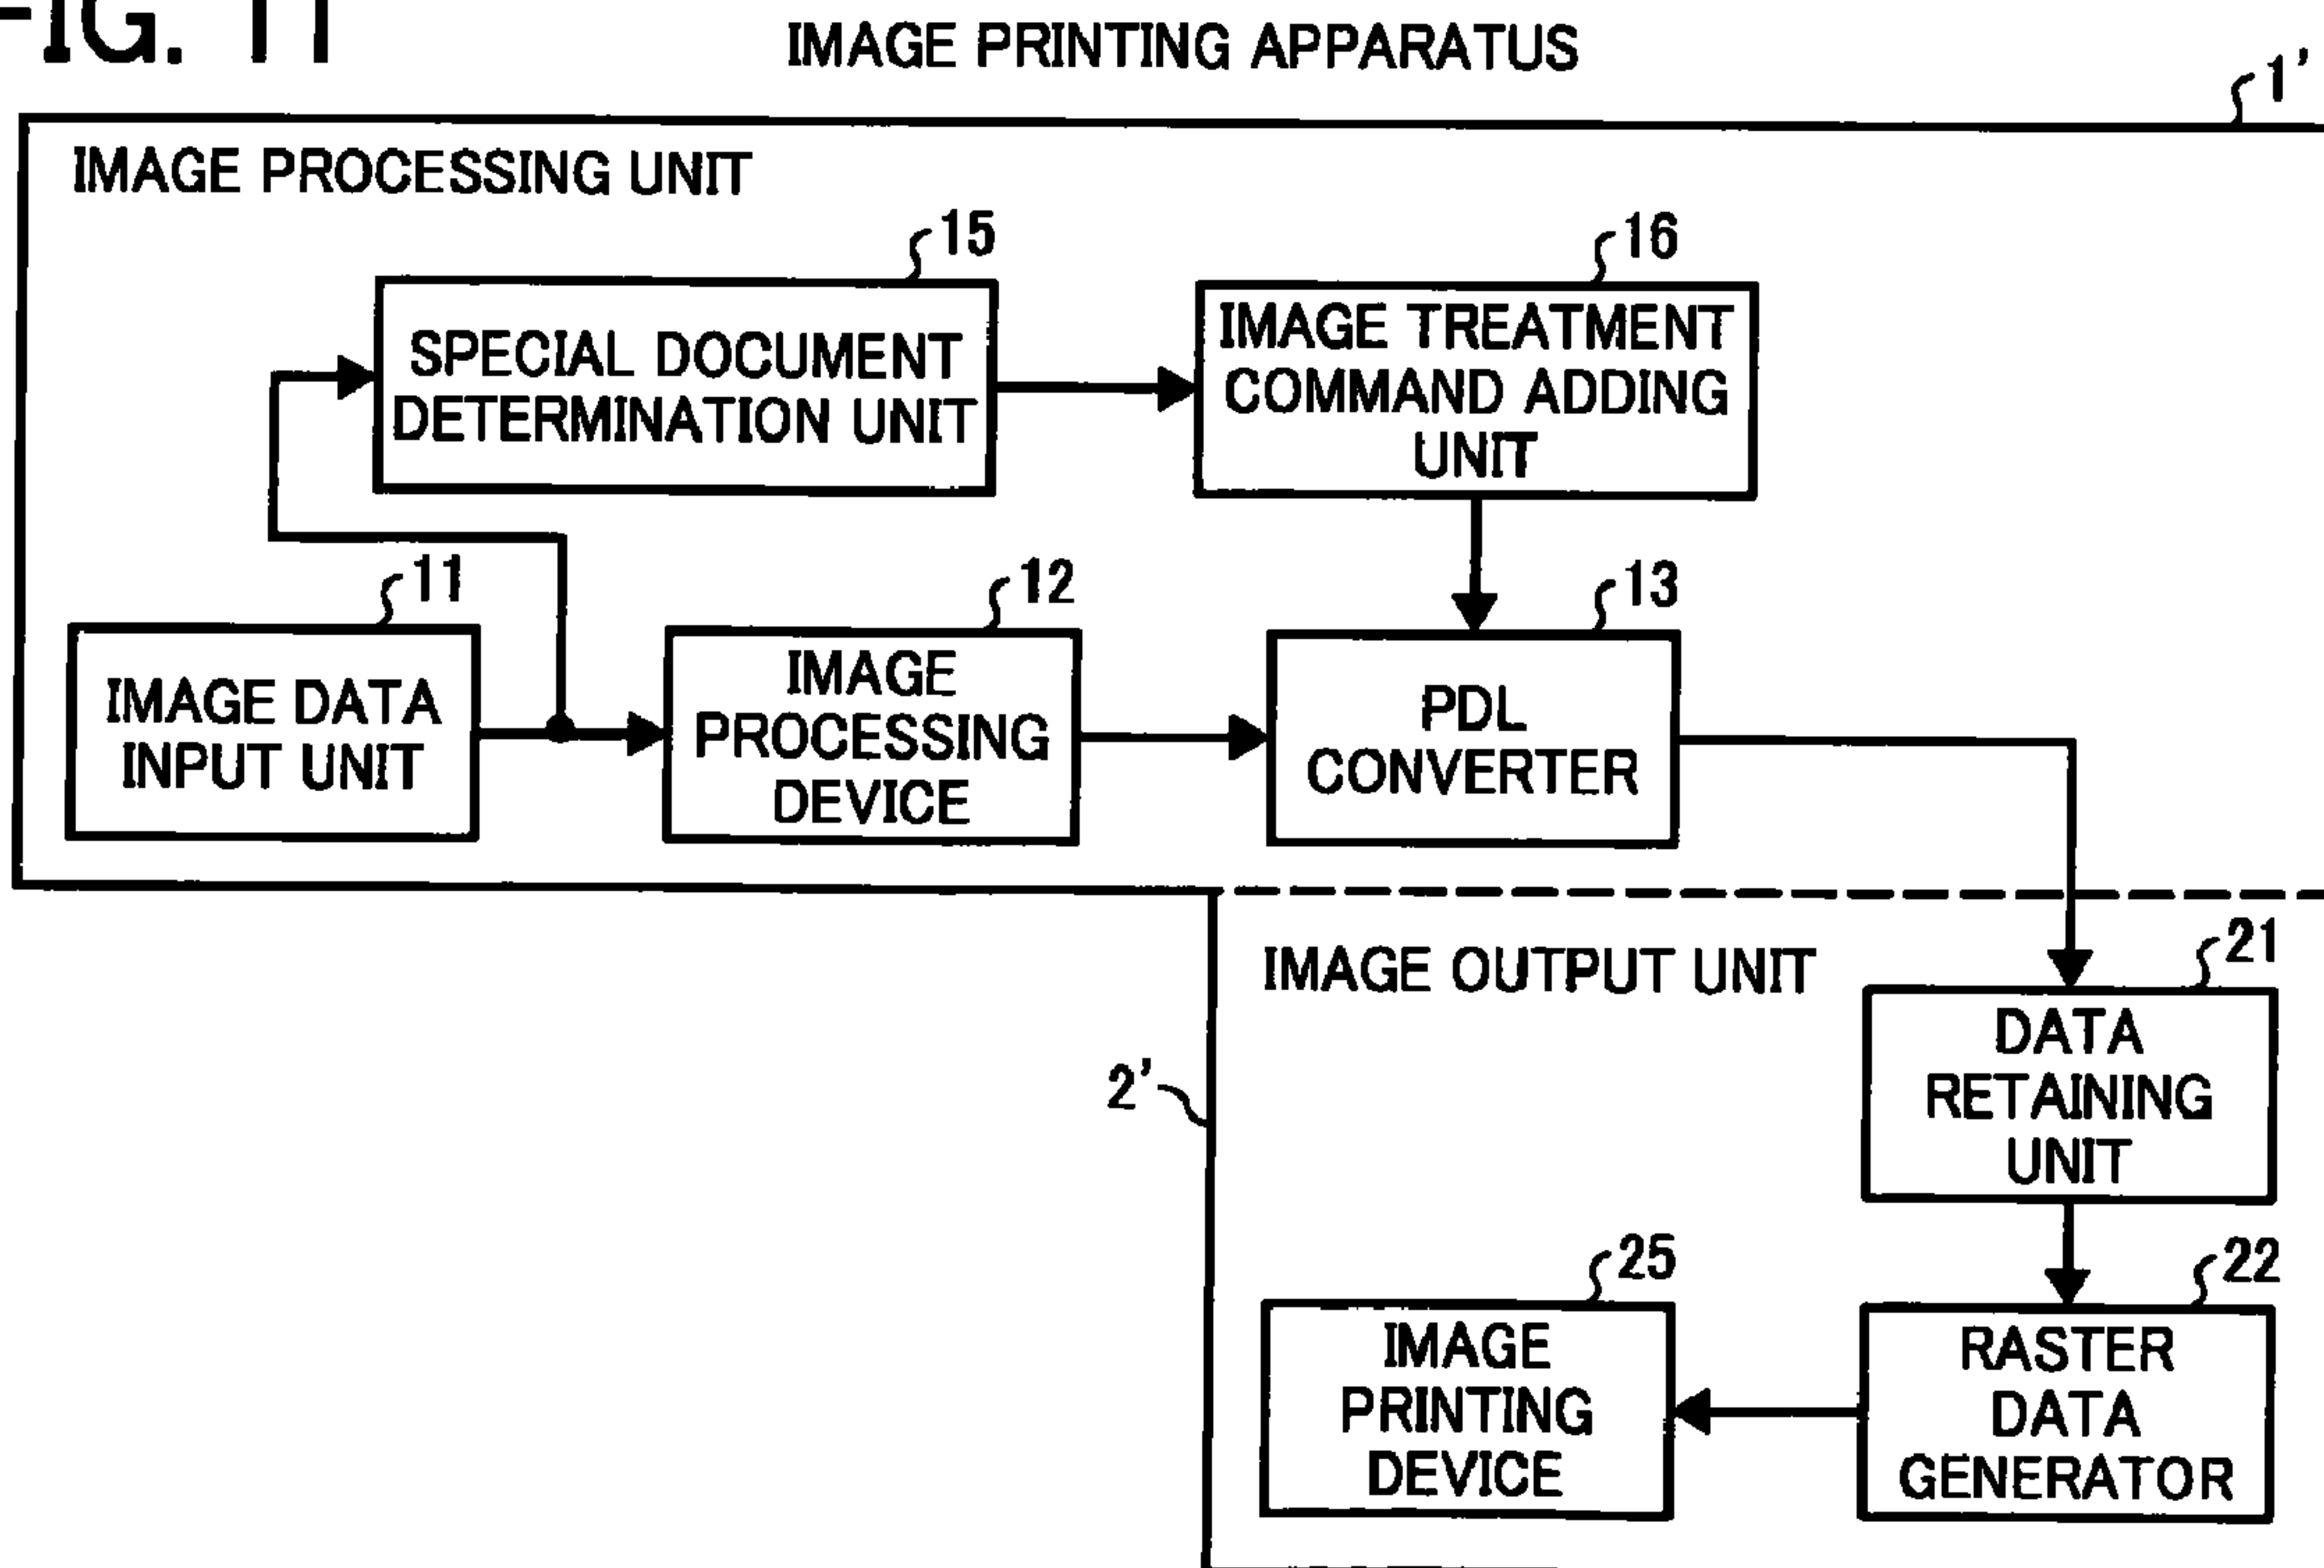 FIG. 11
IMAGE PRINTING APPARATUS
1'
IMAGE PROCESSING UNIT
15
SPECIAL DOCUMENT
DETERMINATION UNIT
16
IMAGE TREATMENT
COMMAND ADDING
UNIT
11
IMAGE DATA
INPUT UNIT
12
IMAGE
PROCESSING
DEVICE
13
PDL
CONVERTER
IMAGE OUTPUT UNIT
2'
21
DATA
RETAINING
UNIT
25
IMAGE
PRINTING
DEVICE
22
RASTER
DATA
GENERATOR